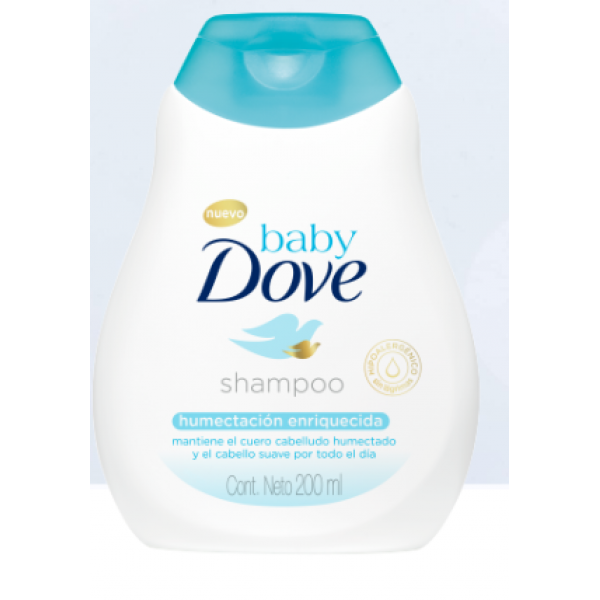 nuevo
baby
Dove
HIPOALERGÉNICO
shampoo
humectación enriquecida
mantiene el cuero cabelludo humectado
y el cabello suave por todo el día
Cont. Neto 200 ml